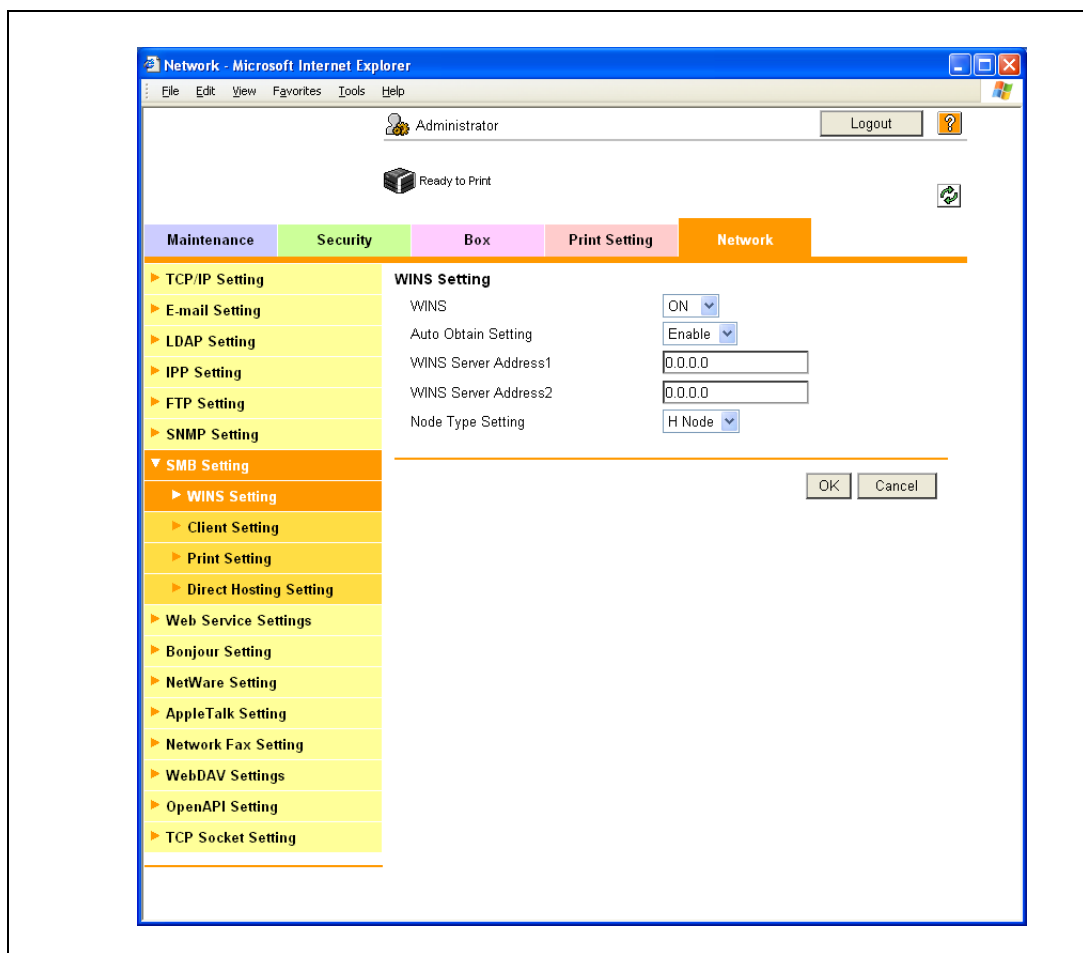 Network - Microsoft Internet Explorer
File Edit View Favorites Tools Help
Administrator
Logout
?
Ready to Print
Maintenance Security Box Print Setting Network
TCP/IP Setting
E-mail Setting
LDAP Setting
IPP Setting
FTP Setting
SNMP Setting
SMB Setting
WINS Setting
Client Setting
Print Setting
Direct Hosting Setting
Web Service Settings
Bonjour Setting
NetWare Setting
AppleTalk Setting
Network Fax Setting
WebDAV Settings
OpenAPI Setting
TCP Socket Setting
WINS Setting
WINS ON
Auto Obtain Setting Enable
WINS Server Address1 0.0.0.0
WINS Server Address2 0.0.0.0
Node Type Setting H Node
OK Cancel